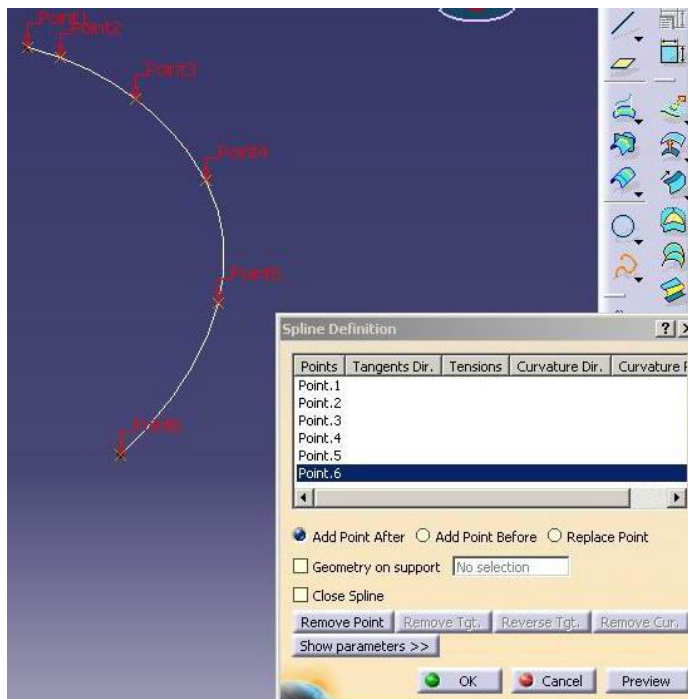 Point1
Point2
Point3
Point4
Point5
Point6
Spline Definition
? X
Points Tangents Dir. Tensions Curvature Dir. Curvature
Point.1
Point.2
Point.3
Point.4
Point.5
Point.6
Add Point After Add Point Before Replace Point
Geometry on support No selection
Close Spline
Remove Point Remove Tgt. Reverse Tgt. Remove Cur.
Show parameters >>
OK Cancel Preview